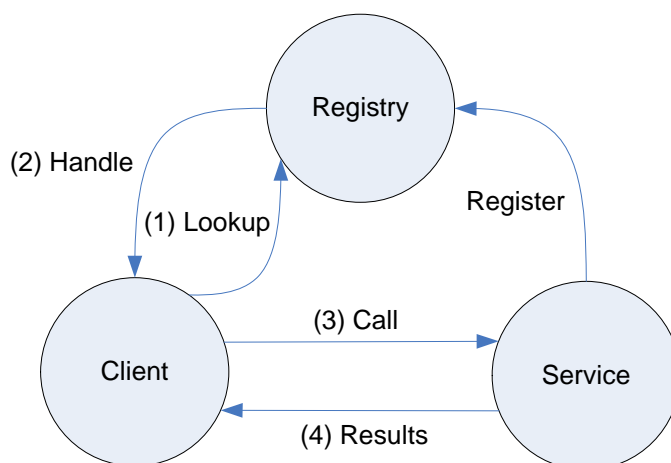 Registry
(2) Handle
(1) Lookup
Register
(3) Call
Client
Service
(4) Results